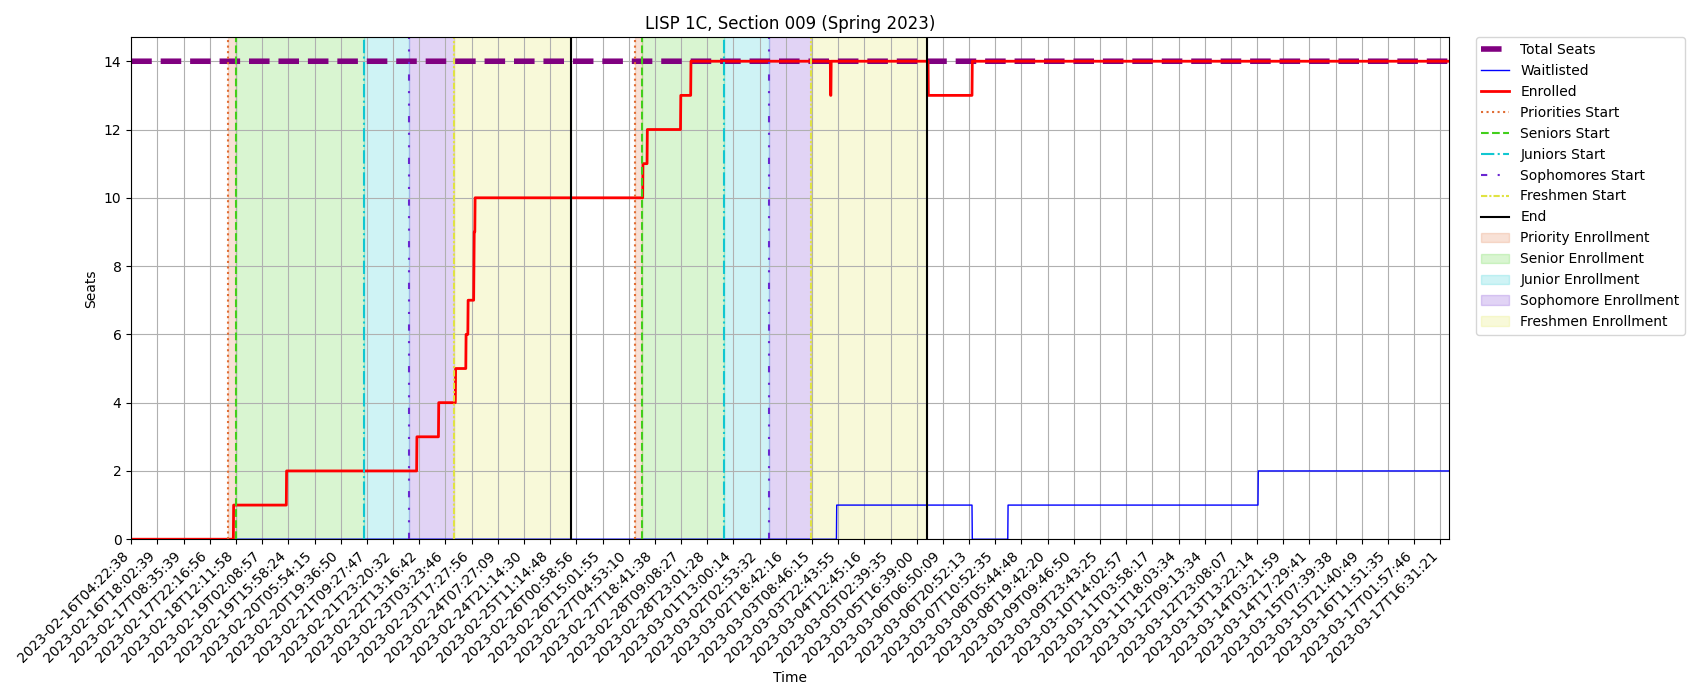 LISP 1C, Section 009 (Spring 2023)
Seats
14
12
10
8
6
4
2
0
2023-02-16T04:22:38
2023-02-16T18:02:39
2023-02-17T08:35:39
2023-02-17T22:16:56
2023-02-18T12:11:58
2023-02-19T02:08:57
2023-02-19T15:58:24
2023-02-20T05:54:15
2023-02-20T19:36:50
2023-02-21T09:27:47
2023-02-21T23:20:32
2023-02-22T13:16:42
2023-02-23T03:23:46
2023-02-23T17:27:56
2023-02-24T07:27:09
2023-02-24T21:14:30
2023-02-25T11:14:48
2023-02-26T00:58:56
2023-02-26T15:01:55
2023-02-27T04:53:10
2023-02-27T18:41:38
2023-02-28T09:08:27
2023-02-28T23:01:28
2023-03-01T13:00:14
2023-03-02T02:53:32
2023-03-02T18:42:16
2023-03-03T08:46:15
2023-03-03T22:43:55
2023-03-04T12:45:16
2023-03-05T02:39:35
2023-03-05T16:39:00
2023-03-06T06:50:09
2023-03-06T20:52:13
2023-03-07T10:52:35
2023-03-08T05:44:48
2023-03-08T19:42:20
2023-03-09T09:46:50
2023-03-09T23:43:25
2023-03-10T14:02:57
2023-03-11T03:58:17
2023-03-11T18:03:34
2023-03-12T09:13:34
2023-03-12T23:08:07
2023-03-13T13:22:14
2023-03-14T03:21:59
2023-03-14T17:29:41
2023-03-15T07:39:38
2023-03-15T21:40:49
2023-03-16T11:51:35
2023-03-17T01:57:46
2023-03-17T16:31:21
Time
Total Seats
Waitlisted
Enrolled
Priorities Start
Seniors Start
Juniors Start
Sophomores Start
Freshmen Start
End
Priority Enrollment
Senior Enrollment
Junior Enrollment
Sophomore Enrollment
Freshmen Enrollment